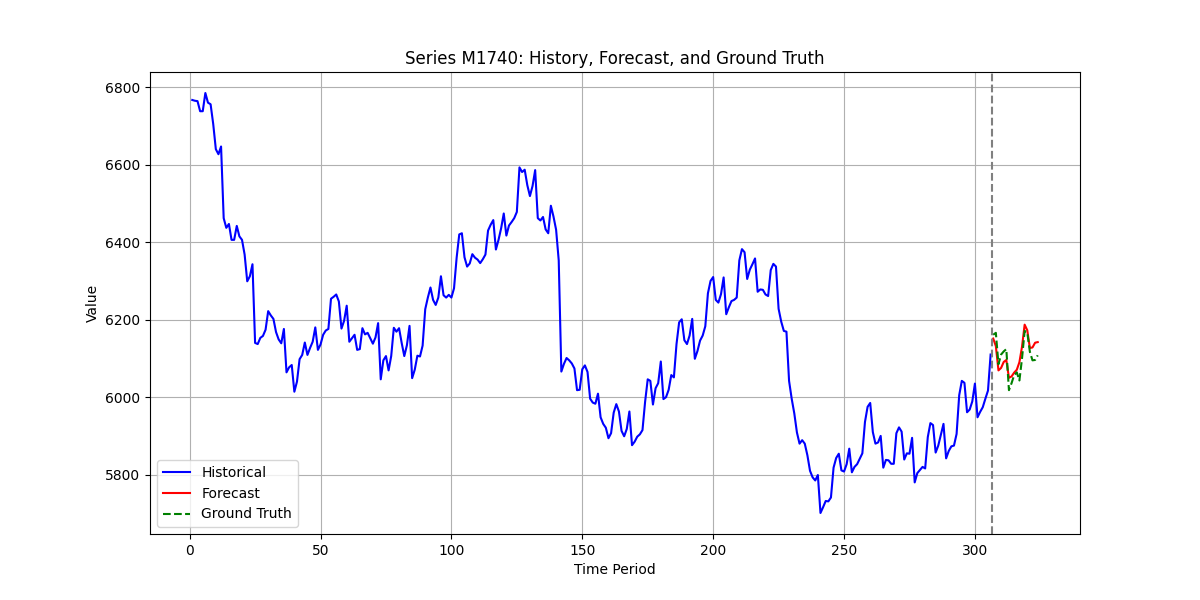 Series M1740: History, Forecast, and Ground Truth
Value
6800
6600
6400
6200
6000
5800
Historical
Forecast
Ground Truth
0 50 100 150 200 250 300
Time Period